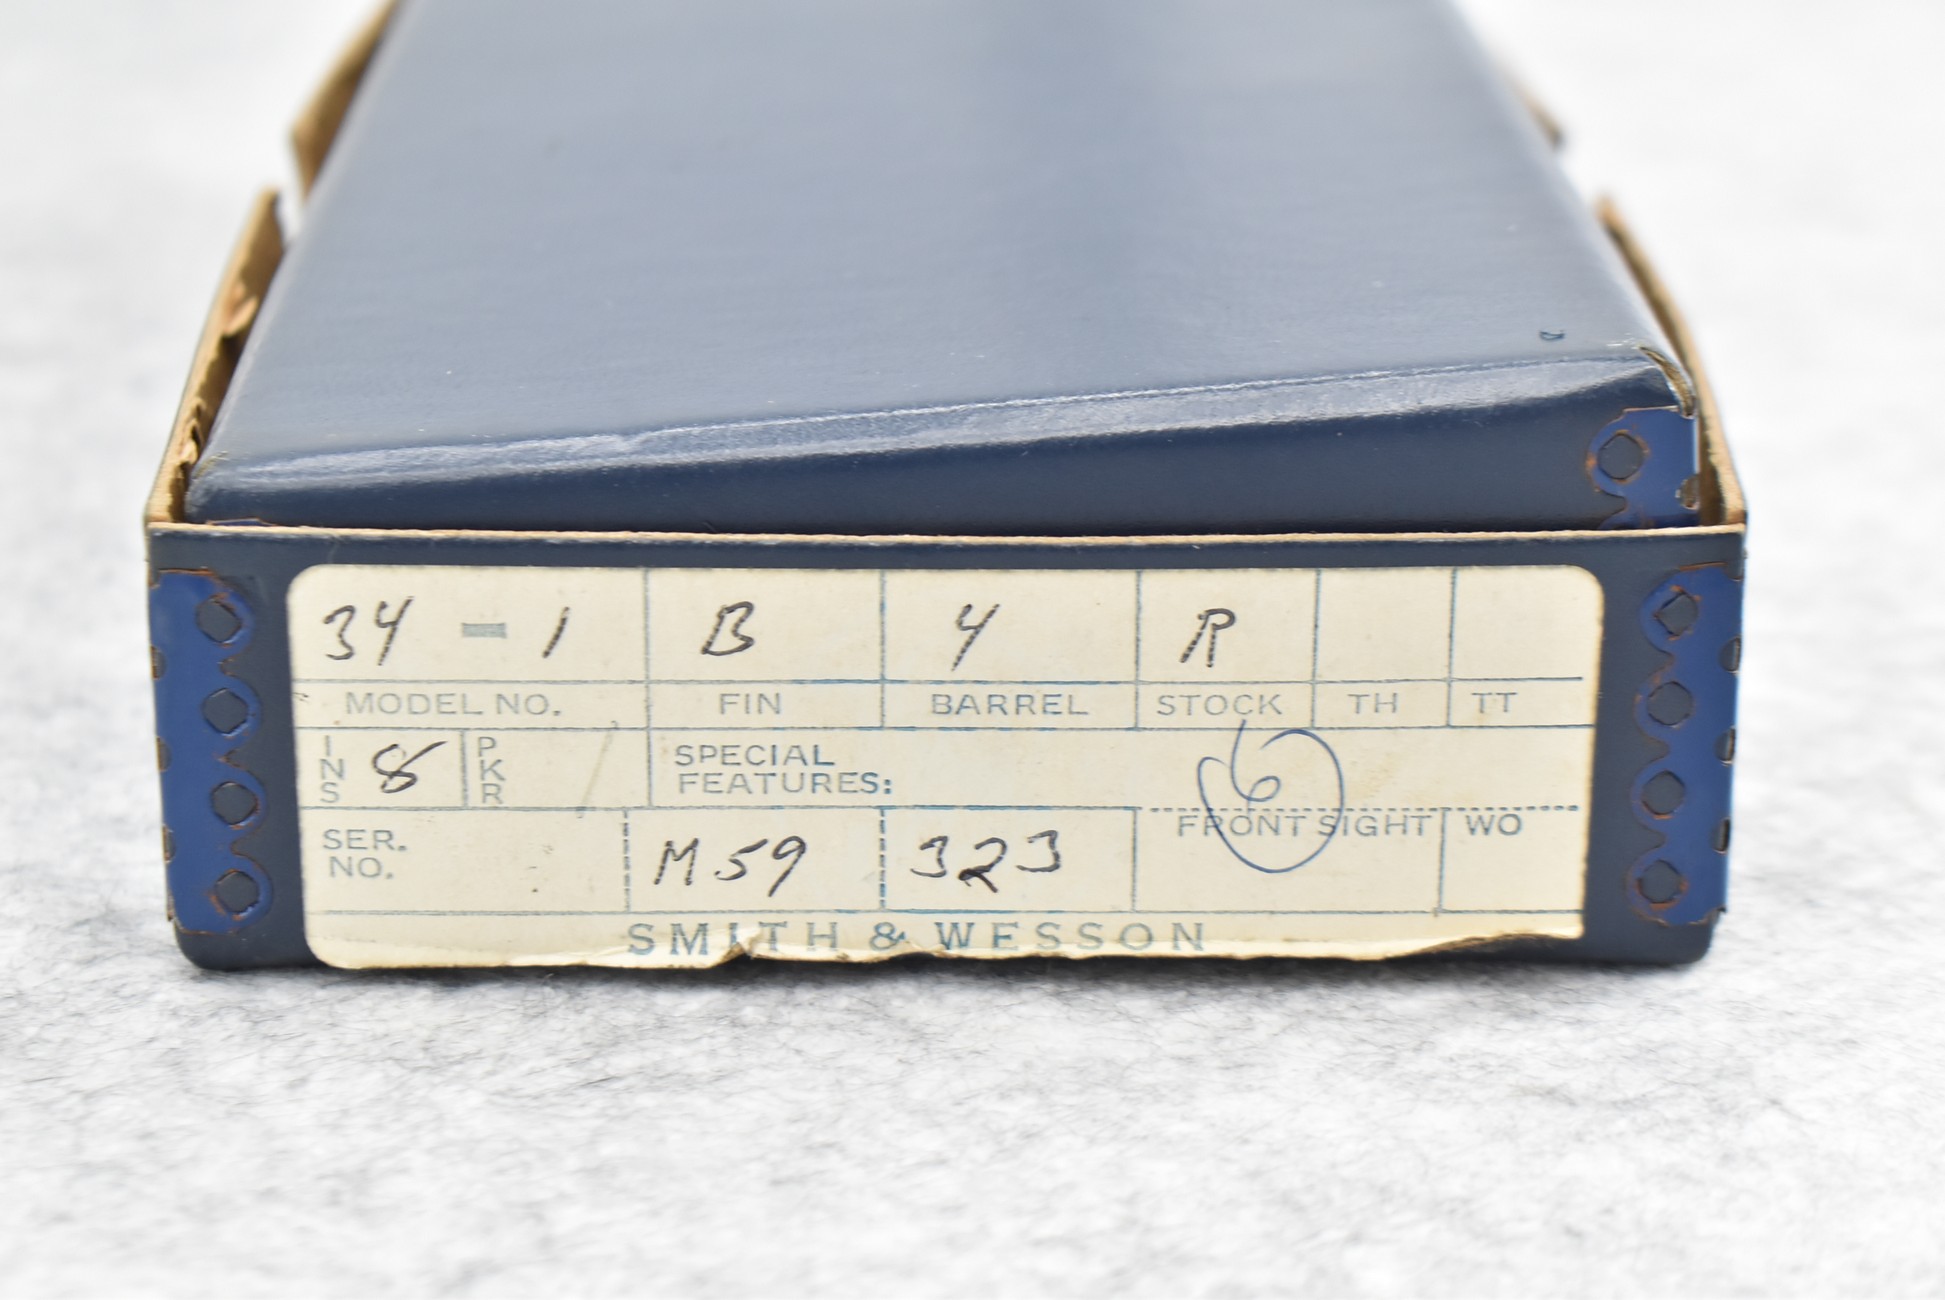 34 - 1 B 4 R
MODEL NO. FIN BARREL STOCK TH TT
INS 8 PKR SPECIAL
FEATURES:
6
FRONT SIGHT WO
SER.
NO. M59 323
SMITH & WESSON